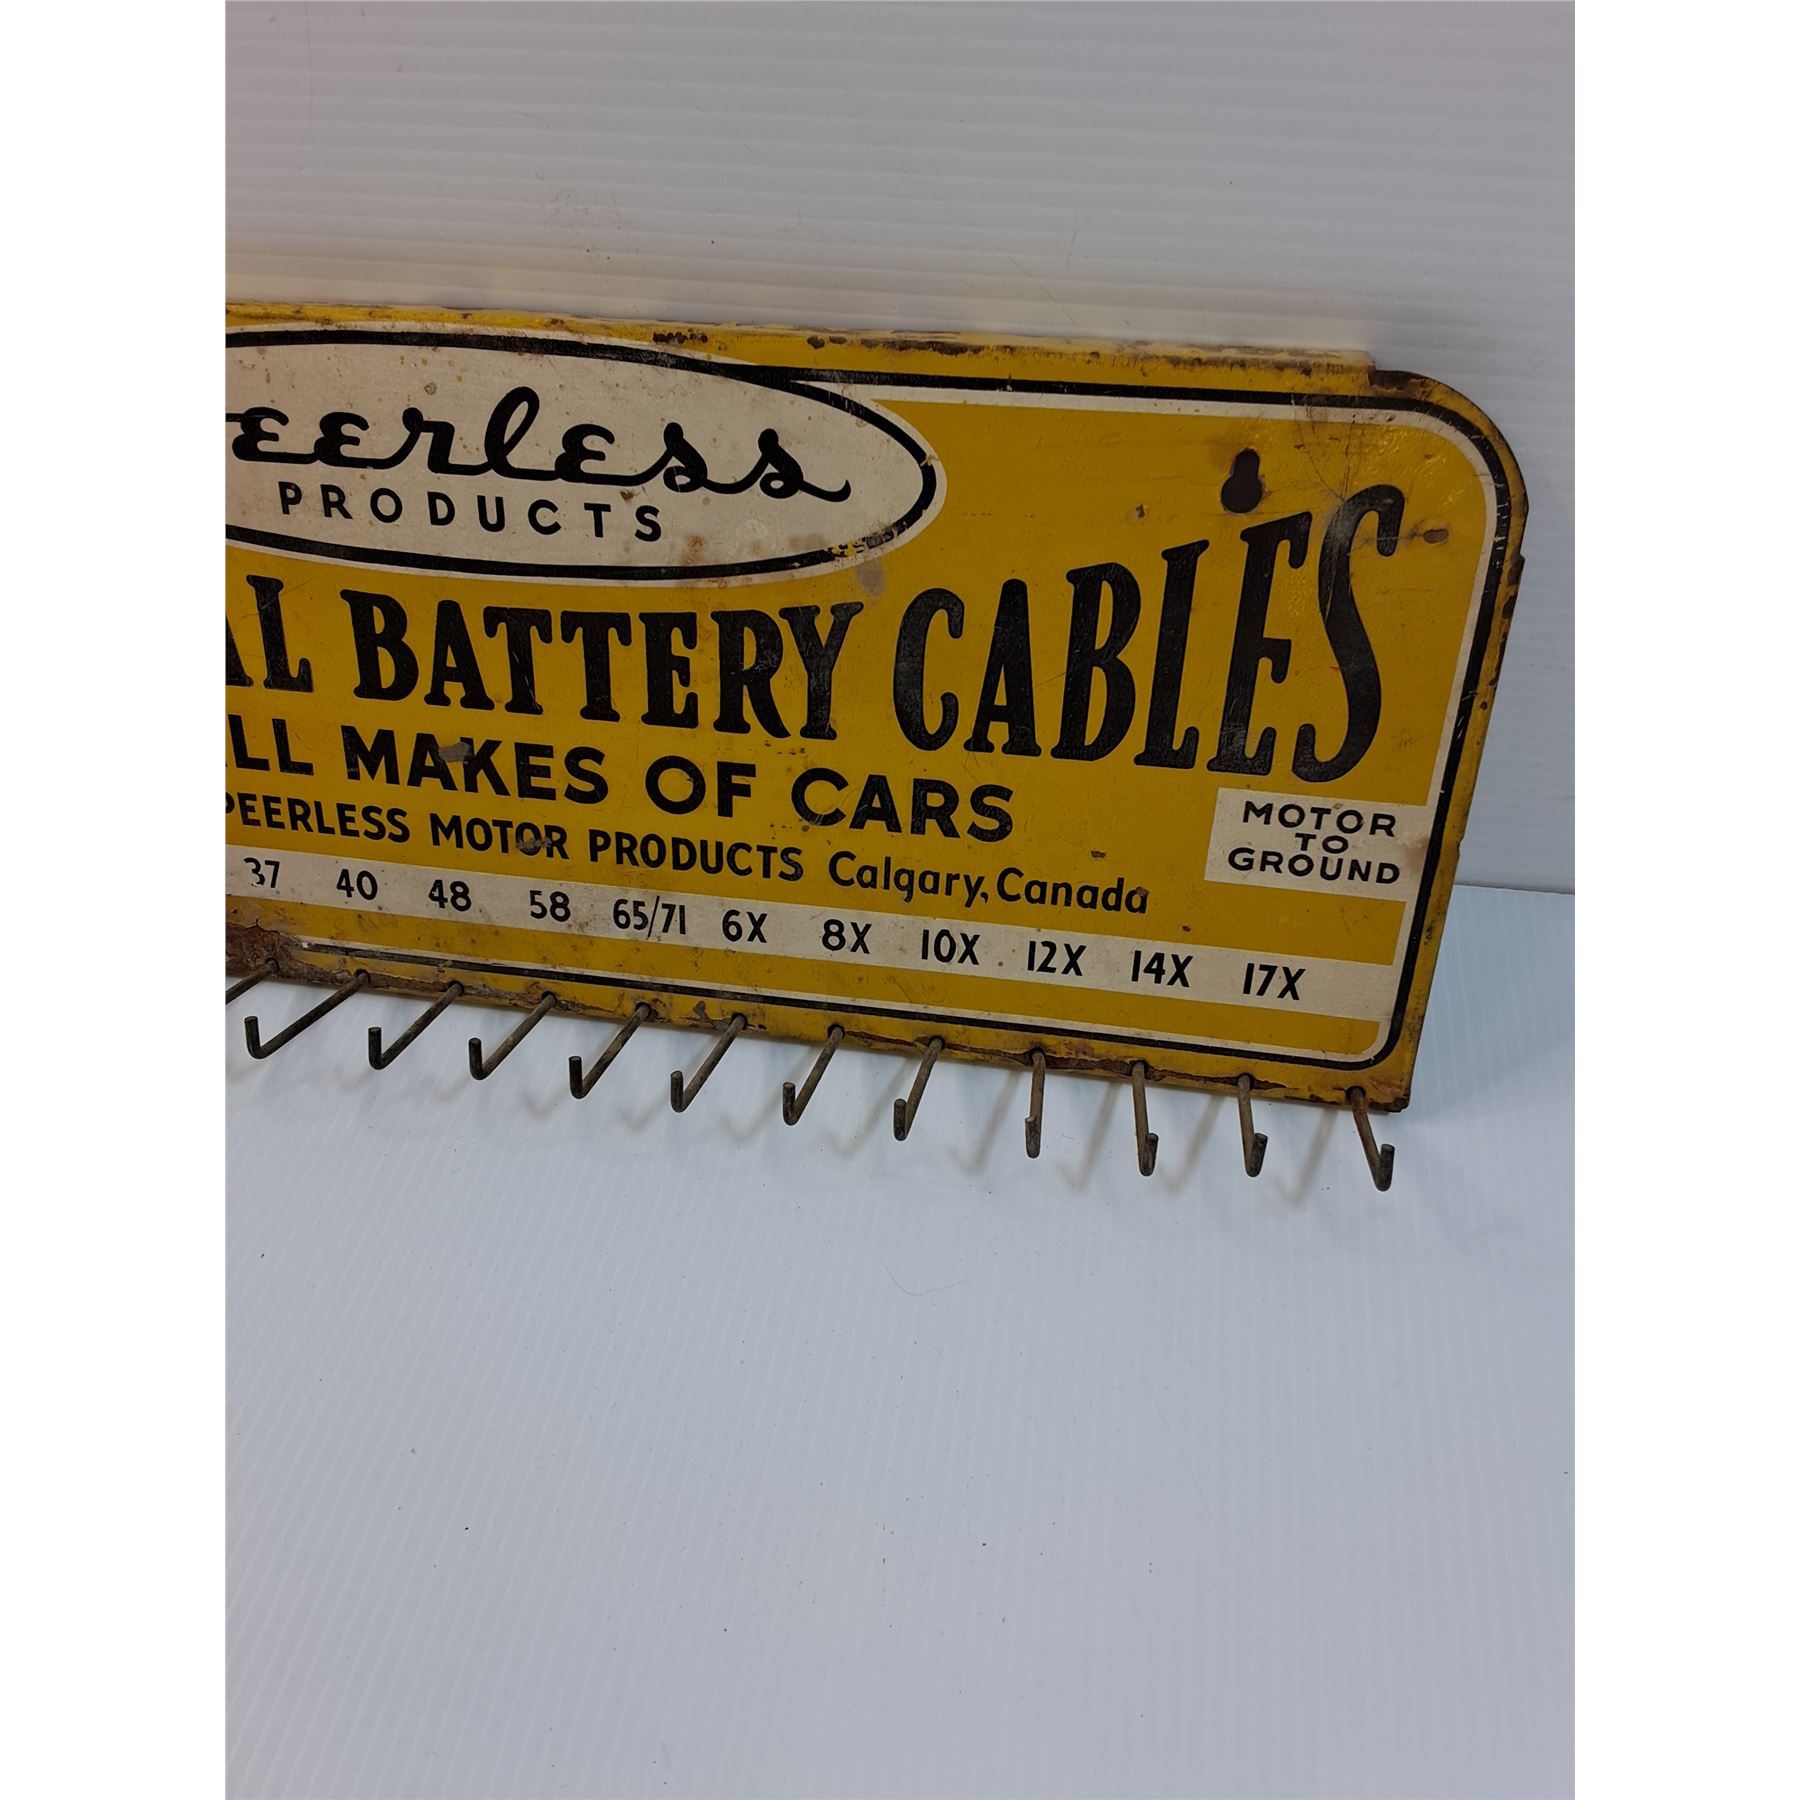 eerless
PRODUCTS
AL BATTERY CABLES
LL MAKES OF CARS
PEERLESS MOTOR PRODUCTS Calgary, Canada
MOTOR
TO
GROUND
37 40 48 58 65/71 6X 8X 10X 12X 14X 17X